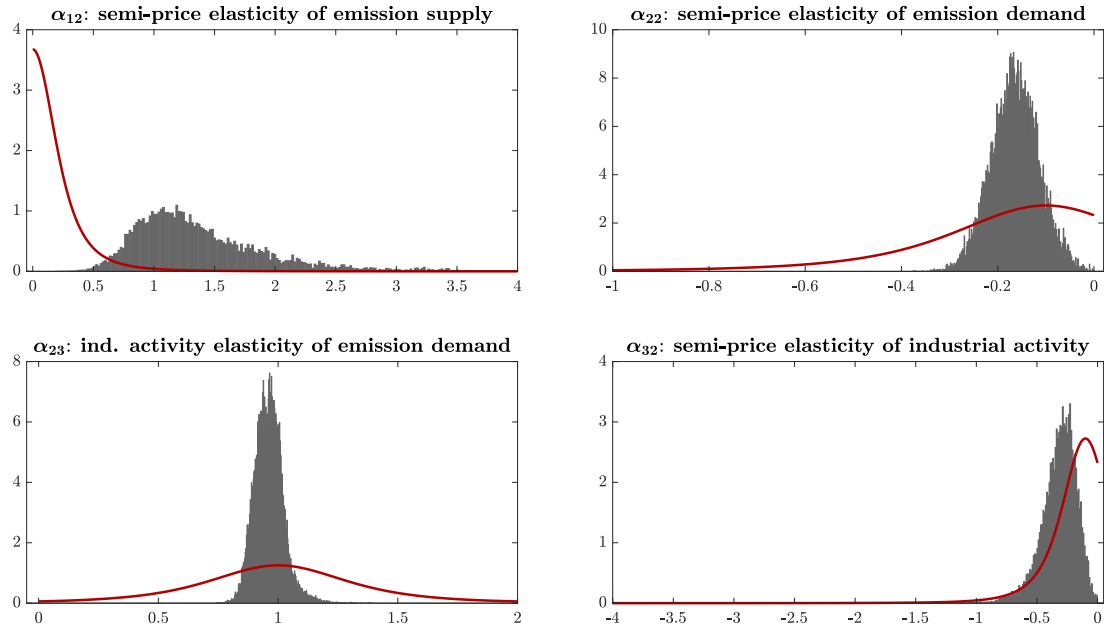 α12: semi-price elasticity of emission supply
4
3
2
1
0
0 0.5 1 1.5 2 2.5 3 3.5 4
α22: semi-price elasticity of emission demand
10
8
6
4
2
0
-1 -0.8 -0.6 -0.4 -0.2 0
α23: ind. activity elasticity of emission demand
8
6
4
2
0
0 0.5 1 1.5 2
α32: semi-price elasticity of industrial activity
4
3
2
1
0
-4 -3.5 -3 -2.5 -2 -1.5 -1 -0.5 0